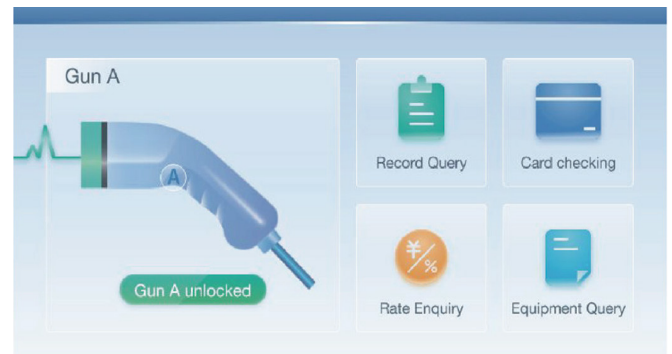 Gun A
A
Gun A unlocked
Record Query
Card checking
¥/%
Rate Enquiry
Equipment Query